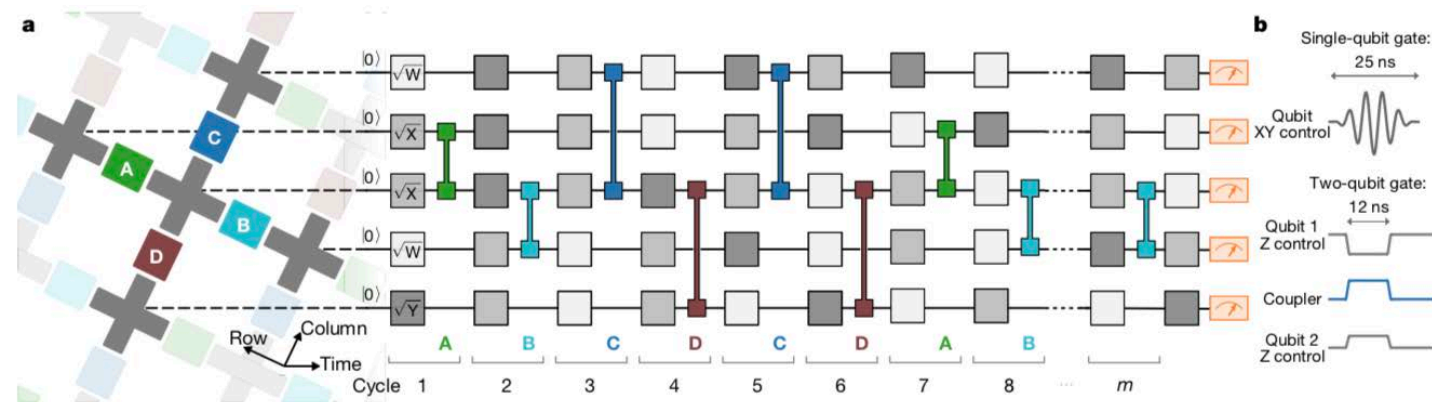 a
C
A
B
D
Row
Column
Time
|0⟩
|0⟩
|0⟩
|0⟩
|0⟩
√W
√X
√X
√W
√Y
A B C D C D A B
Cycle 1 2 3 4 5 6 7 8 ... m
b
Single-qubit gate:
25 ns
Qubit
XY control
Two-qubit gate:
12 ns
Qubit 1
Z control
Coupler
Qubit 2
Z control